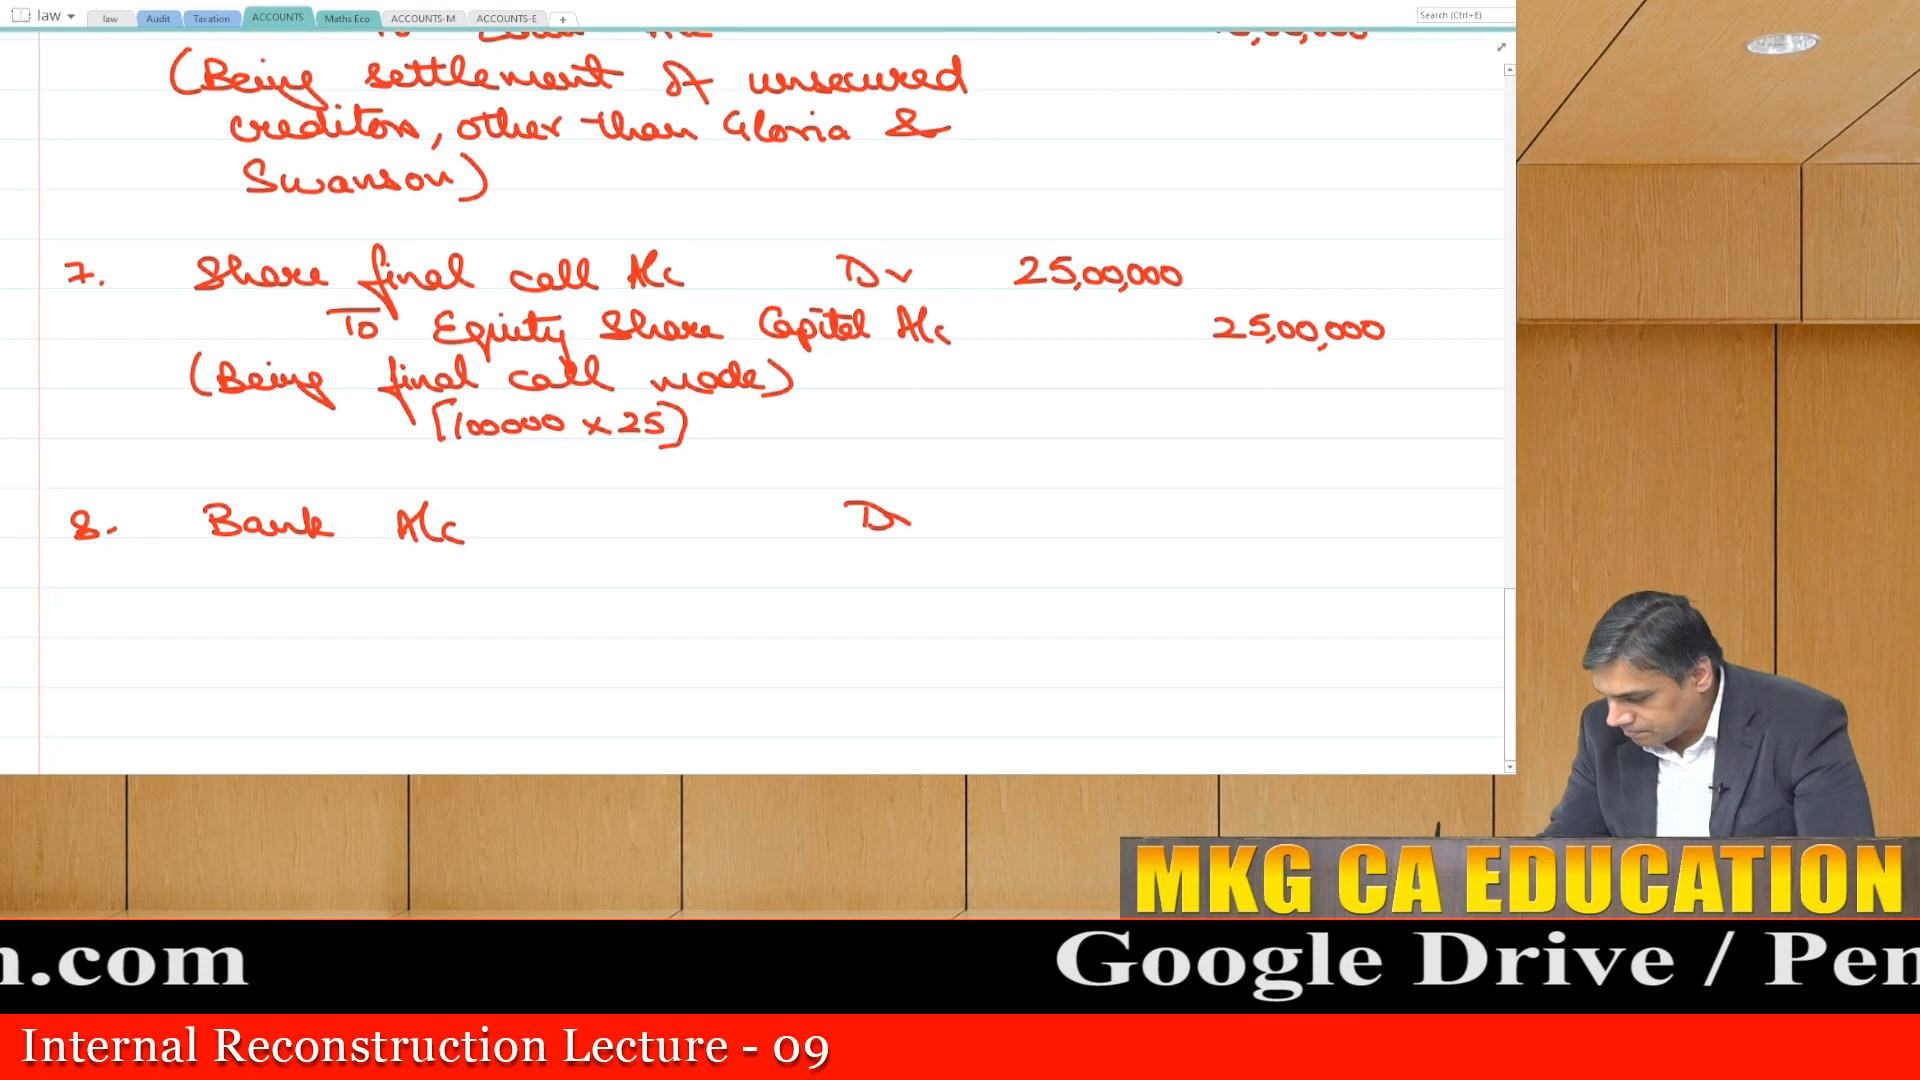 law
law
Audit
Taxation
ACCOUNTS
Maths Eco
ACCOUNTS-M
ACCOUNTS-E
+
Search (Ctrl+E)
(Being settlement of unsecured
creditors, other than Gloria &
Swanson)
7. Share final call A/c Dr 25,00,000
To Equity Share Capital A/c 25,00,000
(Being final call made)
[100000 x 25]
8. Bank A/c Dr
MKG CA EDUCATION
n.com Google Drive / Pen
Internal Reconstruction Lecture - 09